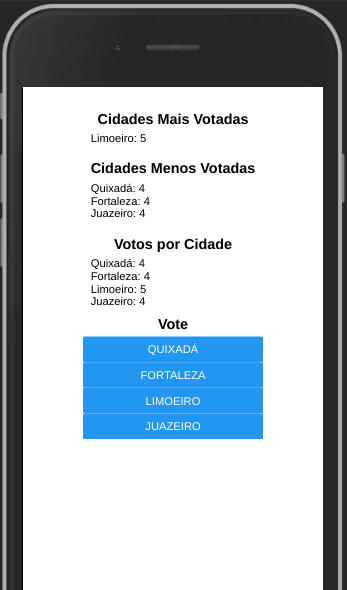 Cidades Mais Votadas
Limoeiro: 5
Cidades Menos Votadas
Quixadá: 4
Fortaleza: 4
Juazeiro: 4
Votos por Cidade
Quixadá: 4
Fortaleza: 4
Limoeiro: 5
Juazeiro: 4
Vote
QUIXADÁ
FORTALEZA
LIMOEIRO
JUAZEIRO